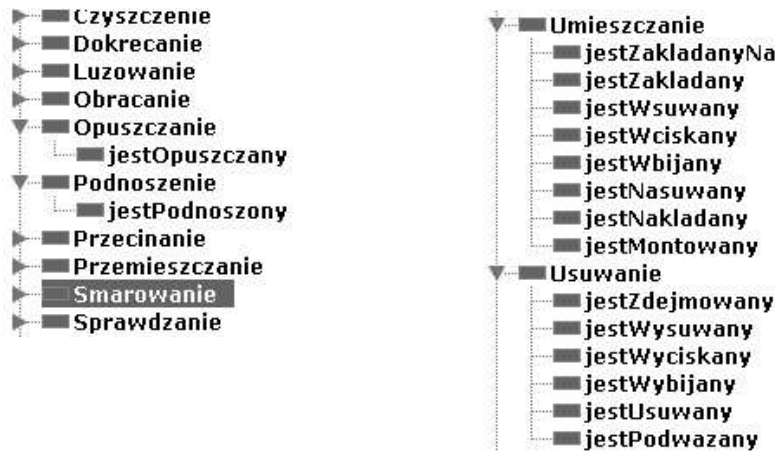 Czyszczenie
Dokrecanie
Luzowanie
Obracanie
Opuszczanie
jestOpuszczany
Podnoszenie
jestPodnoszony
Przecinanie
Przemieszczanie
Smarowanie
Sprawdzanie
Umieszczanie
jestZakladanyNa
jestZakladany
jestWsuwany
jestWciskany
jestWbijany
jestNasuwany
jestNakladany
jestMontowany
Usuwanie
jestZdejmowany
jestWysuwany
jestWyciskany
jestWybijany
jestUsuwany
jestPodwazany